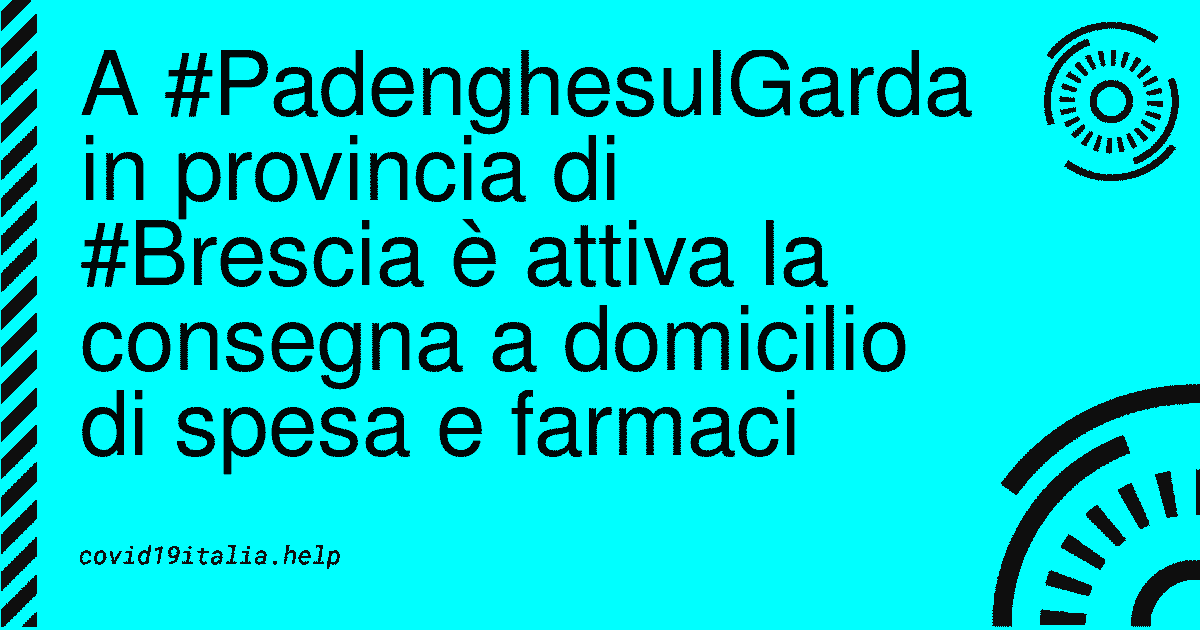 A #PadenghesulGarda
in provincia di
#Brescia è attiva la
consegna a domicilio
di spesa e farmaci
covid19italia.help